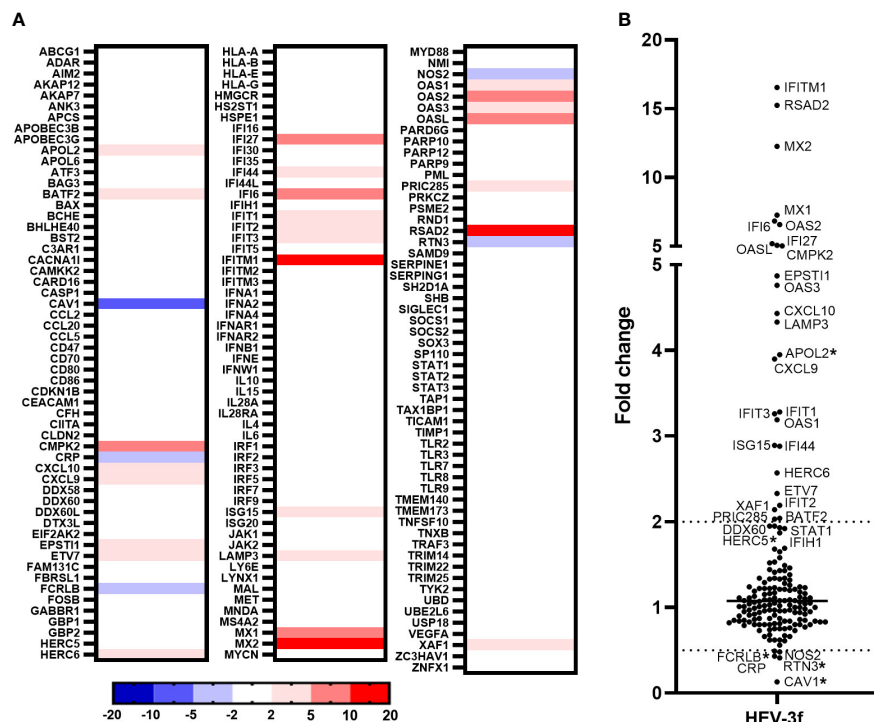 A
ABCG1
ADAR
AIM2
AKAP12
AKAP7
ANK3
APCS
APOBEC3B
APOBEC3G
APOL2
APOL6
ATF3
BAG3
BATF2
BAX
BCHE
BHLHE40
BST2
C3AR1
CACNA1I
CAMKK2
CARD16
CASP1
CAV1
CCL2
CCL20
CCL5
CD47
CD70
CD80
CD86
CDKN1B
CEACAM1
CFH
CIITA
CLDN2
CMPK2
CRP
CXCL10
CXCL9
DDX58
DDX60
DDX60L
DTX3L
EIF2AK2
EPSTI1
ETV7
FAM131C
FBRSL1
FCRLB
FOSB
GABBR1
GBP1
GBP2
HERC5
HERC6
HLA-A
HLA-B
HLA-E
HLA-G
HMGCR
HS2ST1
HSPE1
IFI16
IFI27
IFI30
IFI35
IFI44
IFI44L
IFI6
IFIH1
IFIT1
IFIT2
IFIT3
IFIT5
IFITM1
IFITM2
IFITM3
IFNA1
IFNA2
IFNA4
IFNAR1
IFNAR2
IFNB1
IFNE
IFNW1
IL10
IL15
IL28A
IL28RA
IL4
IL6
IRF1
IRF2
IRF3
IRF5
IRF7
IRF9
ISG15
ISG20
JAK1
JAK2
LAMP3
LY6E
LYNX1
MAL
MET
MNDA
MS4A2
MX1
MX2
MYCN
MYD88
NMI
NOS2
OAS1
OAS2
OAS3
OASL
PARD6G
PARP10
PARP12
PARP9
PML
PRIC285
PRKCZ
PSME2
RND1
RSAD2
RTN3
SAMD9
SERPINE1
SERPING1
SH2D1A
SHB
SIGLEC1
SOCS1
SOCS2
SOX3
SP110
STAT1
STAT2
STAT3
TAP1
TAX1BP1
TICAM1
TIMP1
TLR2
TLR3
TLR7
TLR8
TLR9
TMEM140
TMEM173
TNFSF10
TNXB
TRAF3
TRIM14
TRIM22
TRIM25
TYK2
UBD
UBE2L6
USP18
VEGFA
XAF1
ZC3HAV1
ZNFX1
-20 -10 -5 -2 2 5 10 20
B
Fold change
20
15
10
5
5
4
3
2
1
0
IFITM1
RSAD2
MX2
MX1
IFI6 OAS2
OASL IFI27
CMPK2
EPSTI1
OAS3
CXCL10
LAMP3
APOL2*
CXCL9
IFIT3 IFIT1
OAS1
ISG15 IFI44
HERC6
ETV7
XAF1 IFIT2
PRIC285 BATF2
DDX60 STAT1
HERC5* IFIH1
FCRLB* NOS2
CRP RTN3*
CAV1*
HEV-3f